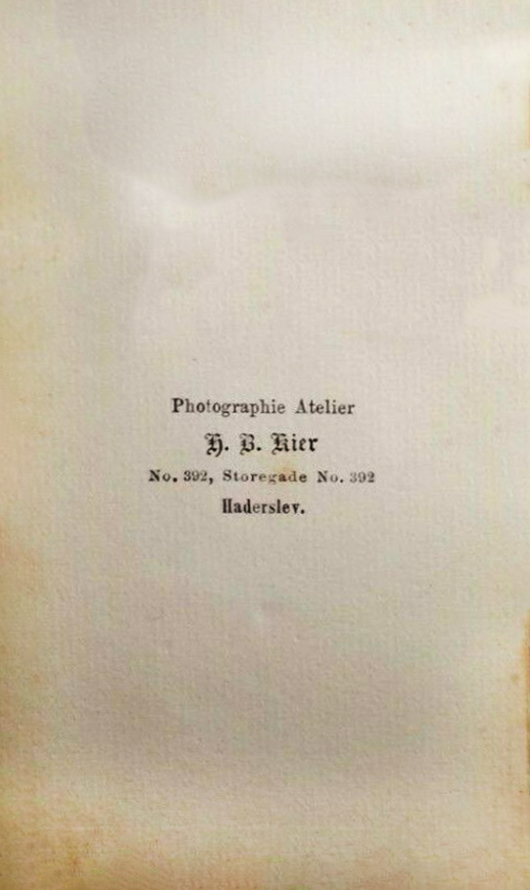 Photographie Atelier
H. B. Kier
No. 392, Storegade No. 392
Haderslev.